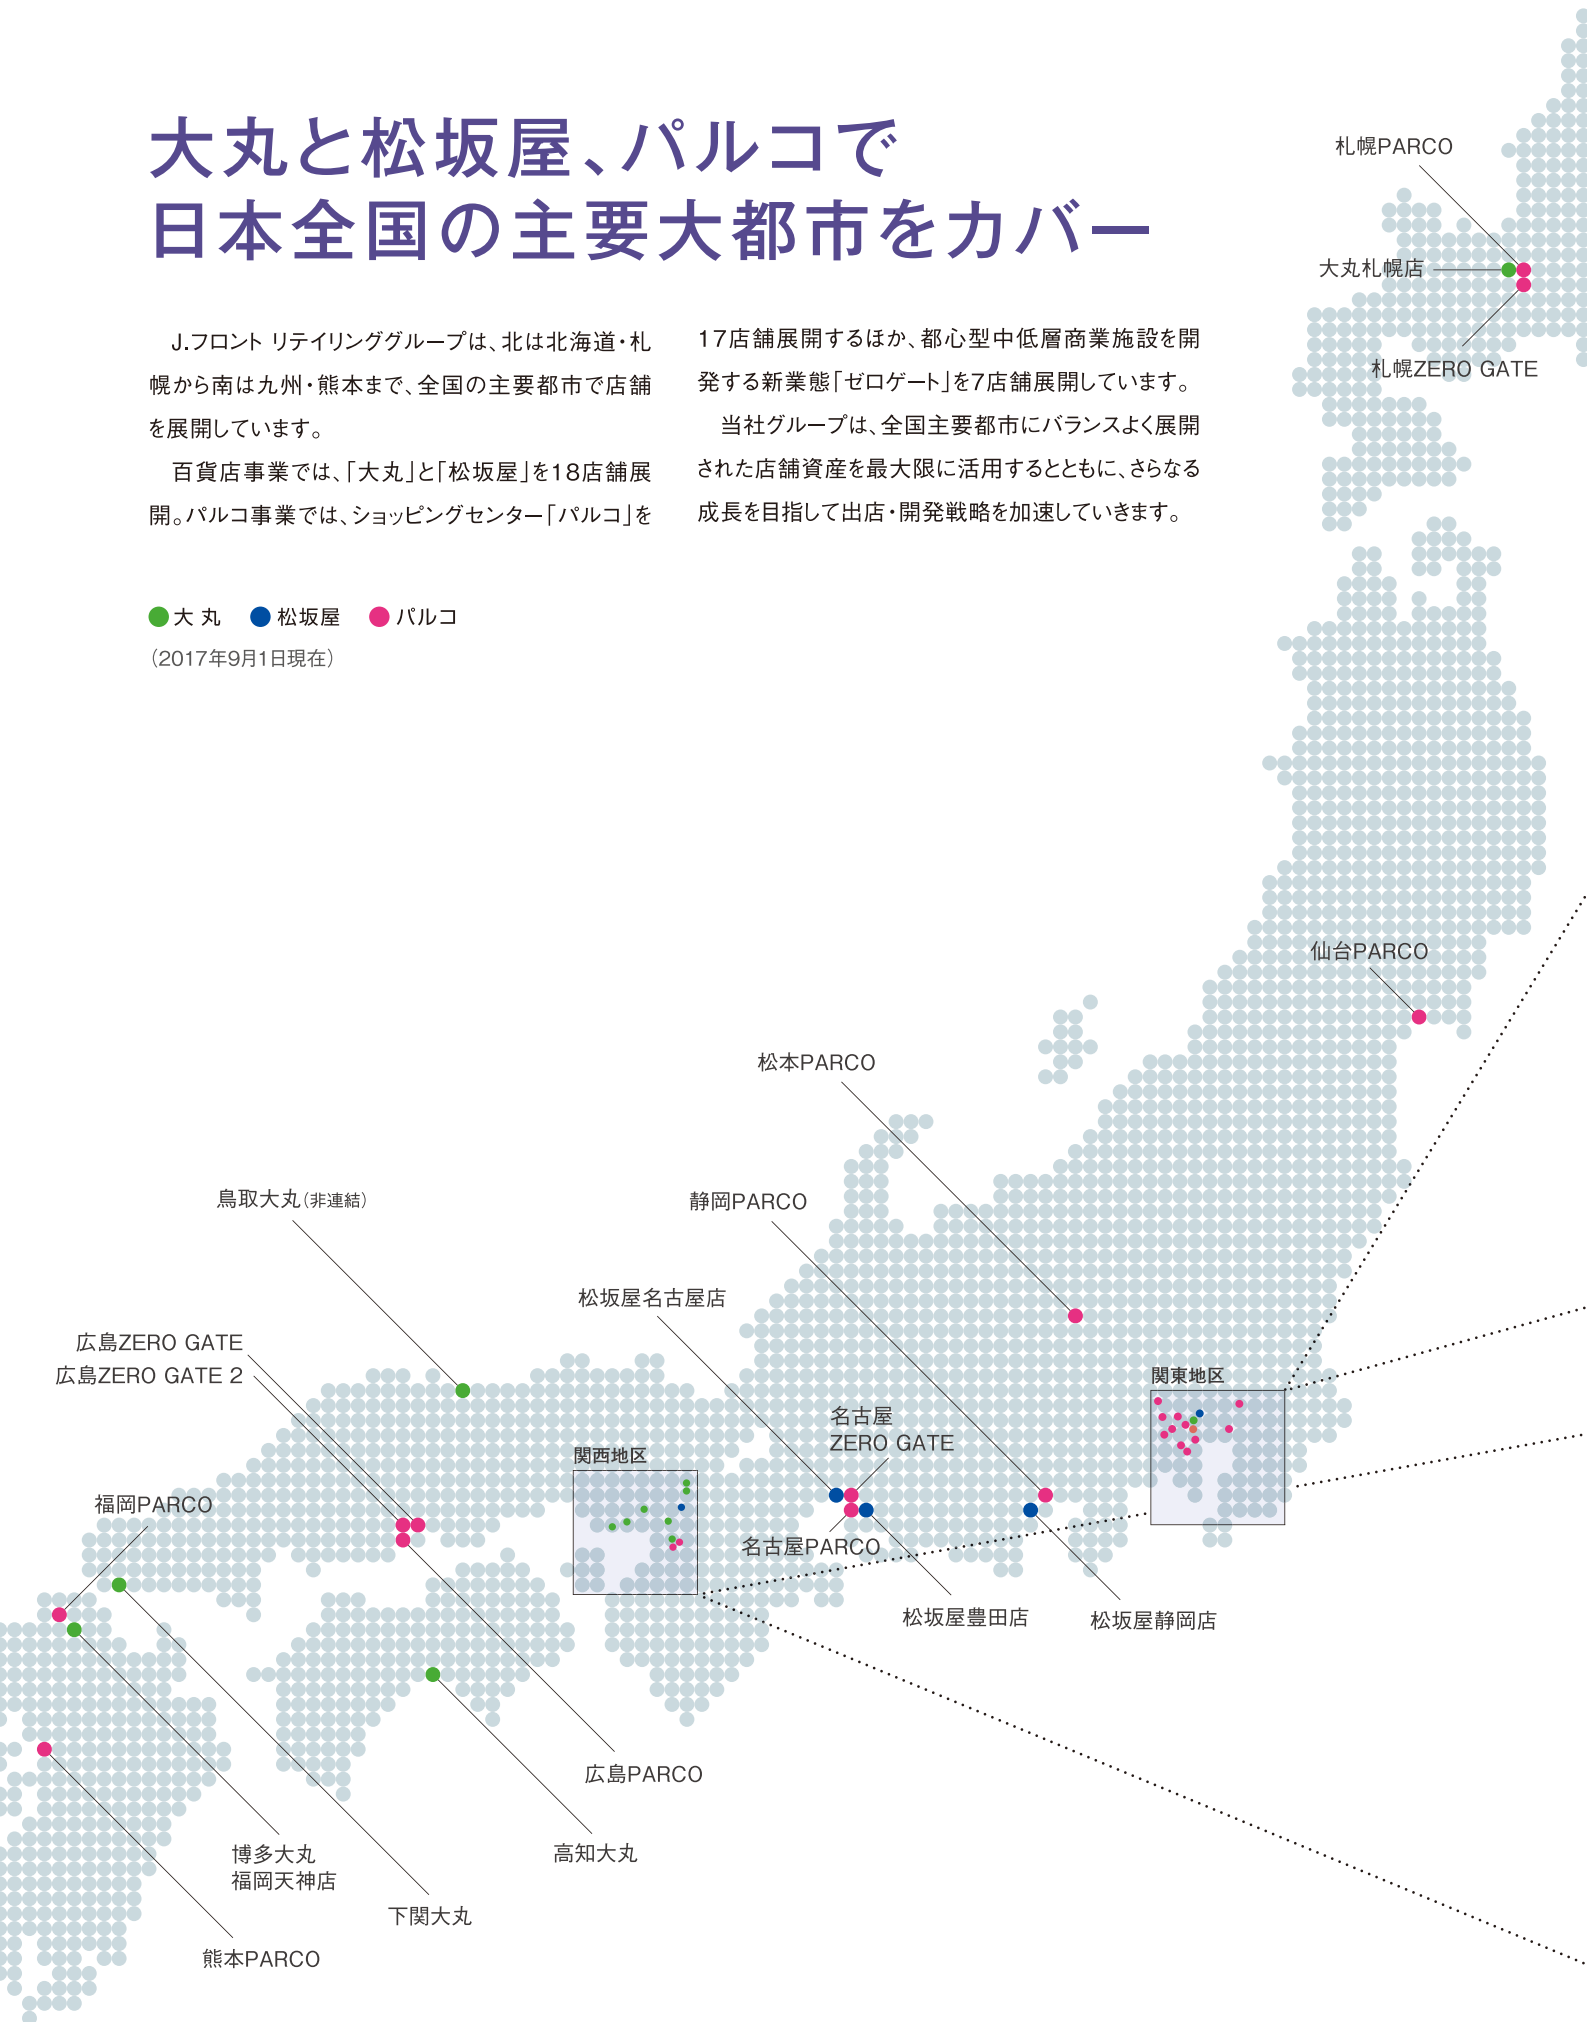 大丸と松坂屋、パルコで
日本全国の主要大都市をカバー
J.フロント リテイリンググループは、北は北海道・札
幌から南は九州・熊本まで、全国の主要都市で店舗
を展開しています。
百貨店事業では、「大丸」と「松坂屋」を18店舗展
開。パルコ事業では、ショッピングセンター「パルコ」を
17店舗展開するほか、都心型中低層商業施設を開
発する新業態「ゼロゲート」を7店舗展開しています。
当社グループは、全国主要都市にバランスよく展開
された店舗資産を最大限に活用するとともに、さらなる
成長を目指して出店・開発戦略を加速していきます。
大 丸 松坂屋 パルコ
（2017年9月1日現在）
札幌PARCO
大丸札幌店
札幌ZERO GATE
仙台PARCO
松本PARCO
鳥取大丸（非連結）
静岡PARCO
松坂屋名古屋店
広島ZERO GATE
広島ZERO GATE 2
関東地区
名古屋
ZERO GATE
関西地区
福岡PARCO
名古屋PARCO
松坂屋豊田店
松坂屋静岡店
広島PARCO
博多大丸
福岡天神店
高知大丸
下関大丸
熊本PARCO